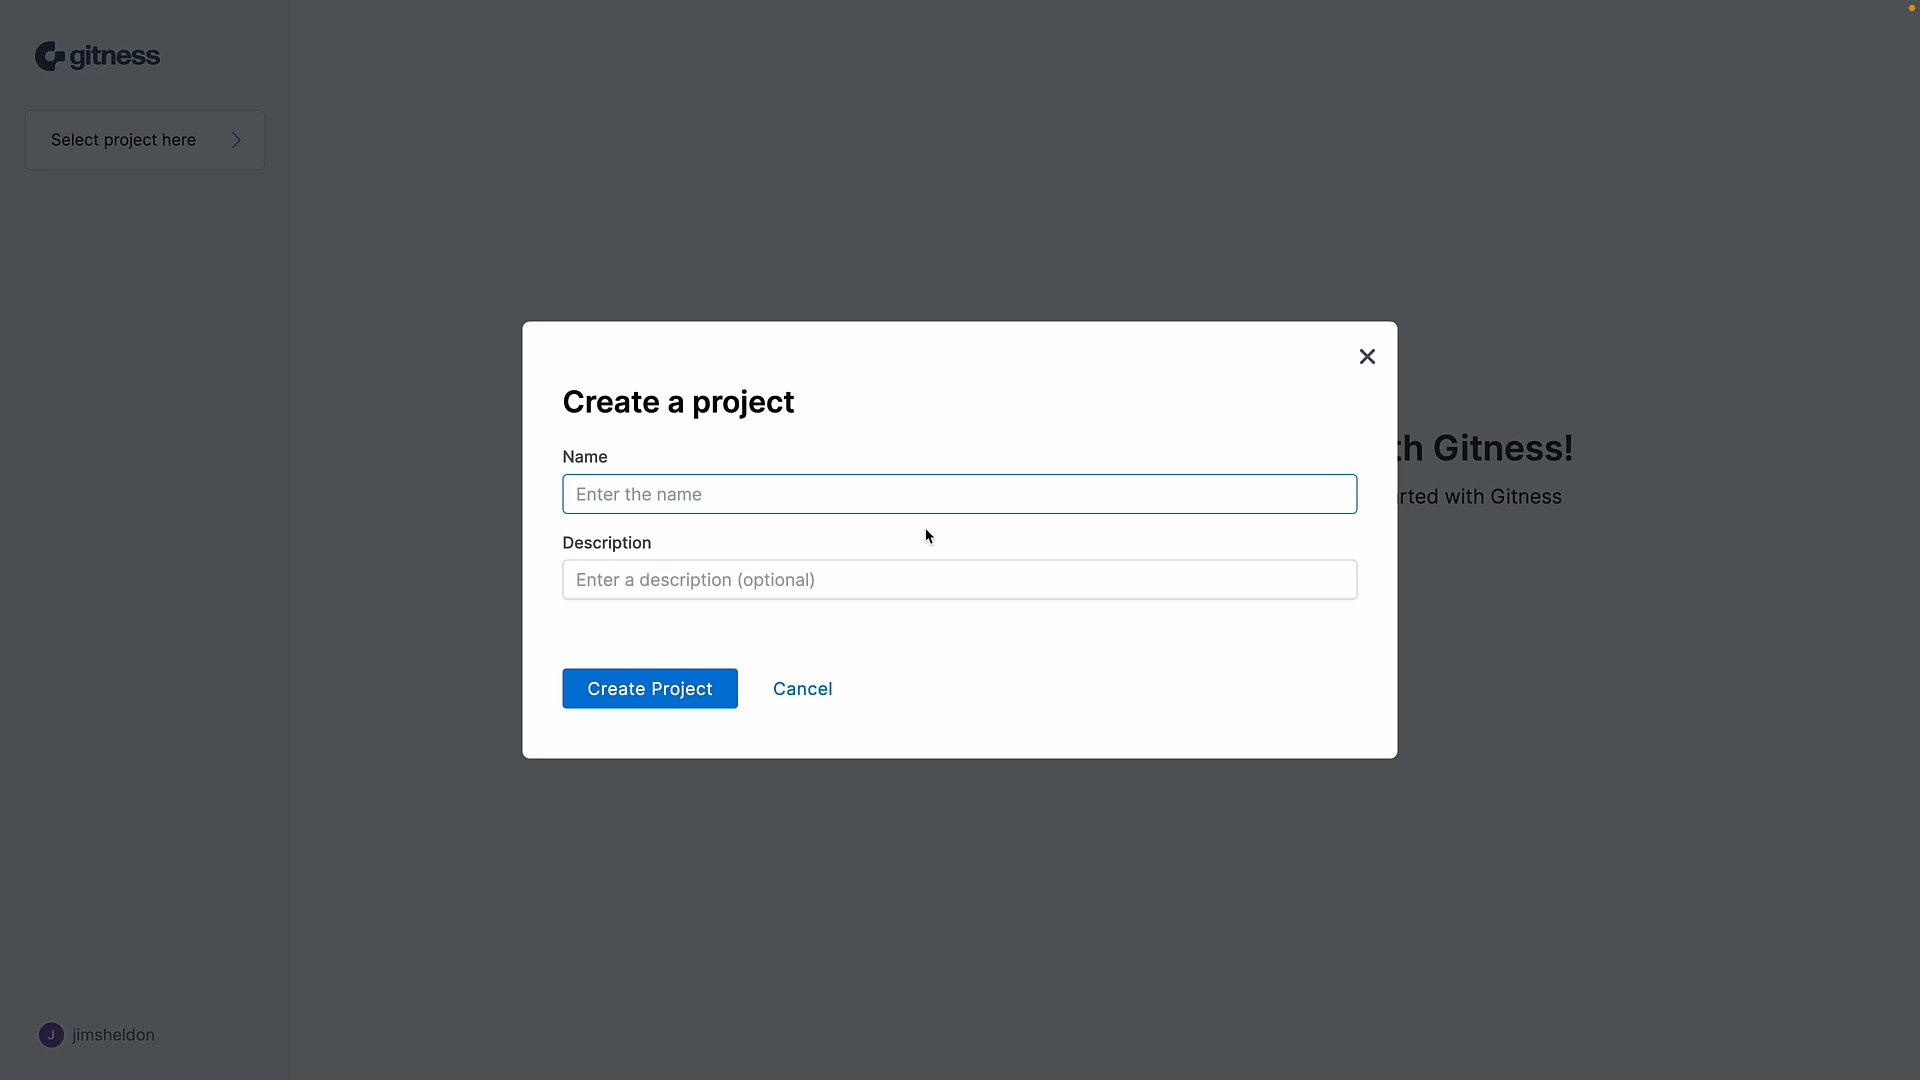 gitness
Select project here
Create a project
Name
Enter the name
Description
Enter a description (optional)
Create Project
Cancel
th Gitness!
rted with Gitness
J
jimsheldon